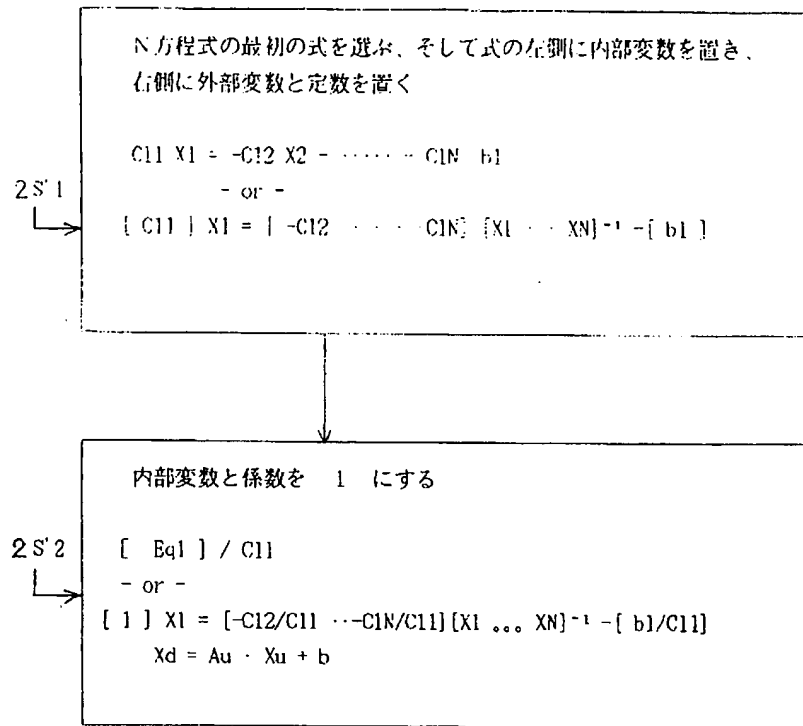 N方程式の最初の式を選ぶ、そして式の左側に内部変数を置き、
右側に外部変数と定数を置く
C11 X1 = -C12 X2 - ······ - C1N b1
- or -
2S'1
[ C11 ] X1 = [ -C12 · · · · C1N] [X1 · · XN]⁻¹ -[ b1 ]
内部変数と係数を 1 にする
2S'2
[ Eq1 ] / C11
- or -
[ 1 ] X1 = [-C12/C11 ··-C1N/C11][X1 ... XN]⁻¹ -[ b1/C11]
Xd = Au · Xu + b